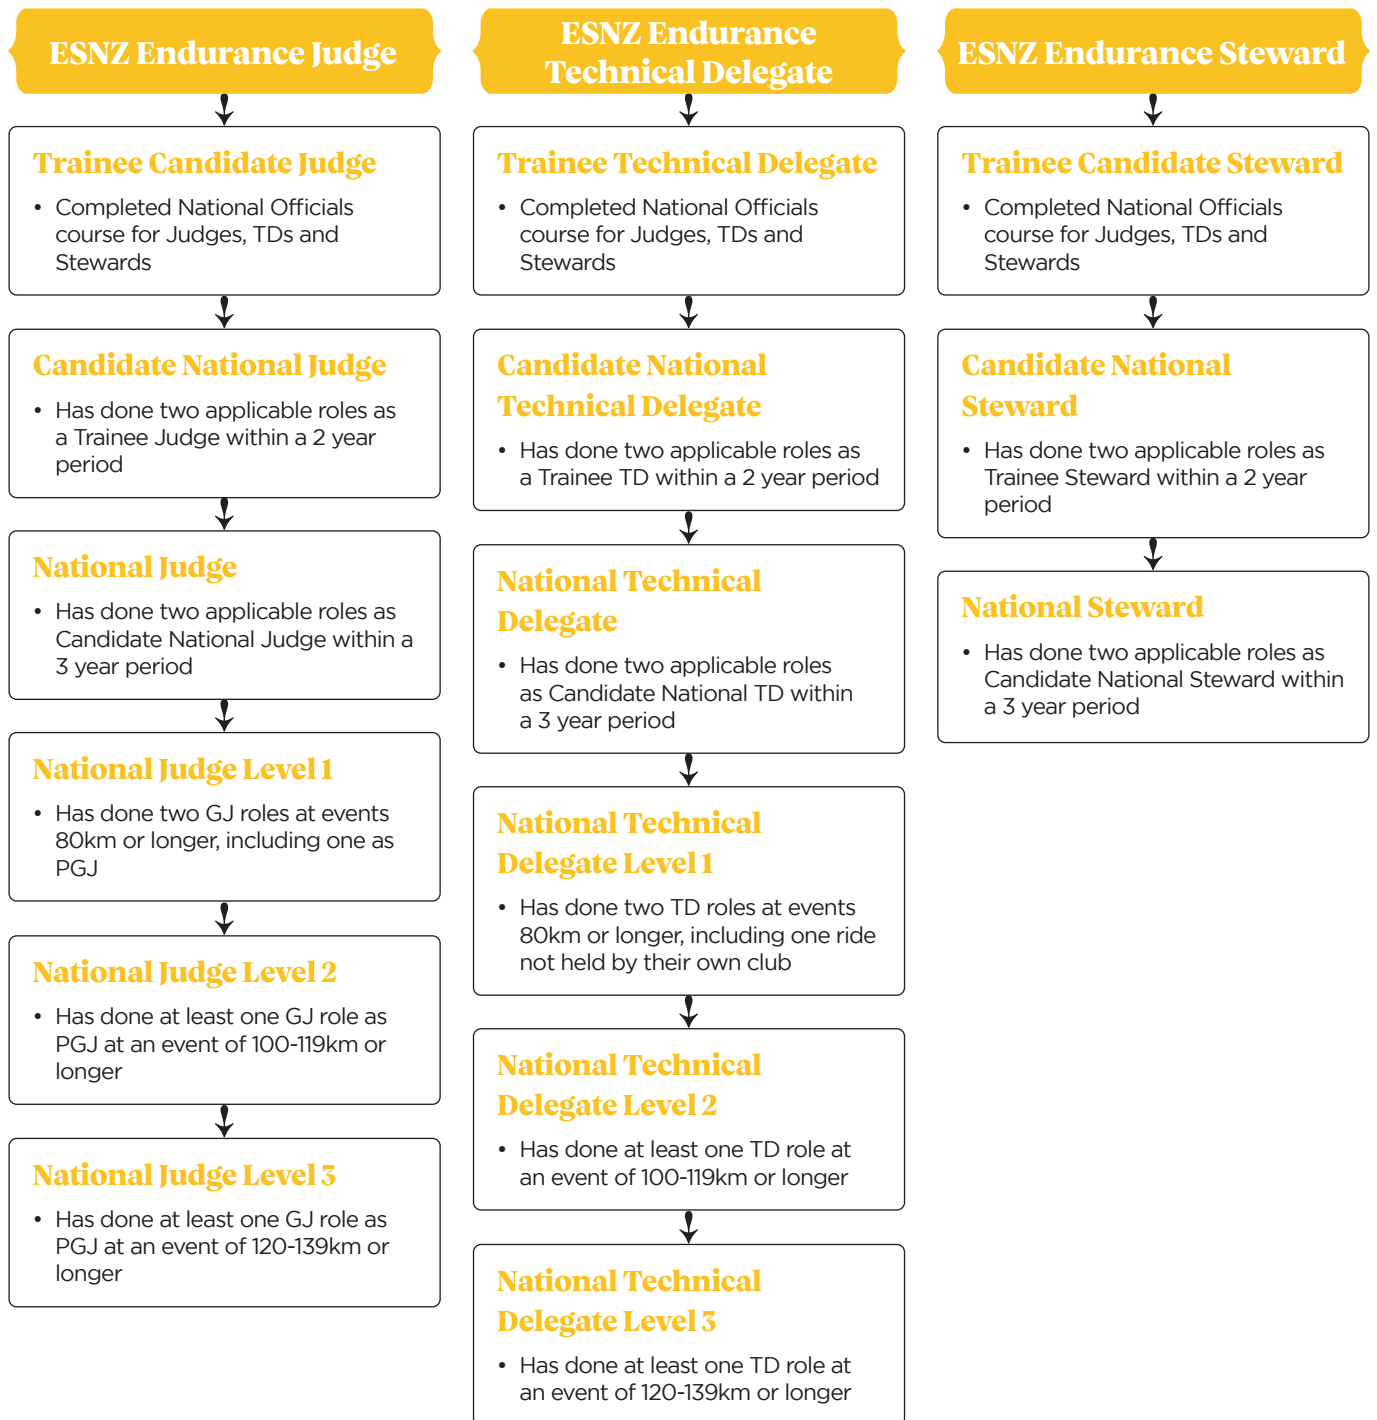 ESNZ Endurance Judge
Trainee Candidate Judge
• Completed National Officials
course for Judges, TDs and
Stewards
Candidate National Judge
• Has done two applicable roles as
a Trainee Judge within a 2 year
period
National Judge
• Has done two applicable roles as
Candidate National Judge within a
3 year period
National Judge Level 1
• Has done two GJ roles at events
80km or longer, including one as
PGJ
National Judge Level 2
• Has done at least one GJ role as
PGJ at an event of 100-119km or
longer
National Judge Level 3
• Has done at least one GJ role as
PGJ at an event of 120-139km or
longer
ESNZ Endurance
Technical Delegate
Trainee Technical Delegate
• Completed National Officials
course for Judges, TDs and
Stewards
Candidate National
Technical Delegate
• Has done two applicable roles as
a Trainee TD within a 2 year period
National Technical
Delegate
• Has done two applicable roles
as Candidate National TD within
a 3 year period
National Technical
Delegate Level 1
• Has done two TD roles at events
80km or longer, including one ride
not held by their own club
National Technical
Delegate Level 2
• Has done at least one TD role at
an event of 100-119km or longer
National Technical
Delegate Level 3
• Has done at least one TD role at
an event of 120-139km or longer
ESNZ Endurance Steward
Trainee Candidate Steward
• Completed National Officials
course for Judges, TDs and
Stewards
Candidate National
Steward
• Has done two applicable roles as
Trainee Steward within a 2 year
period
National Steward
• Has done two applicable roles as
Candidate National Steward within
a 3 year period